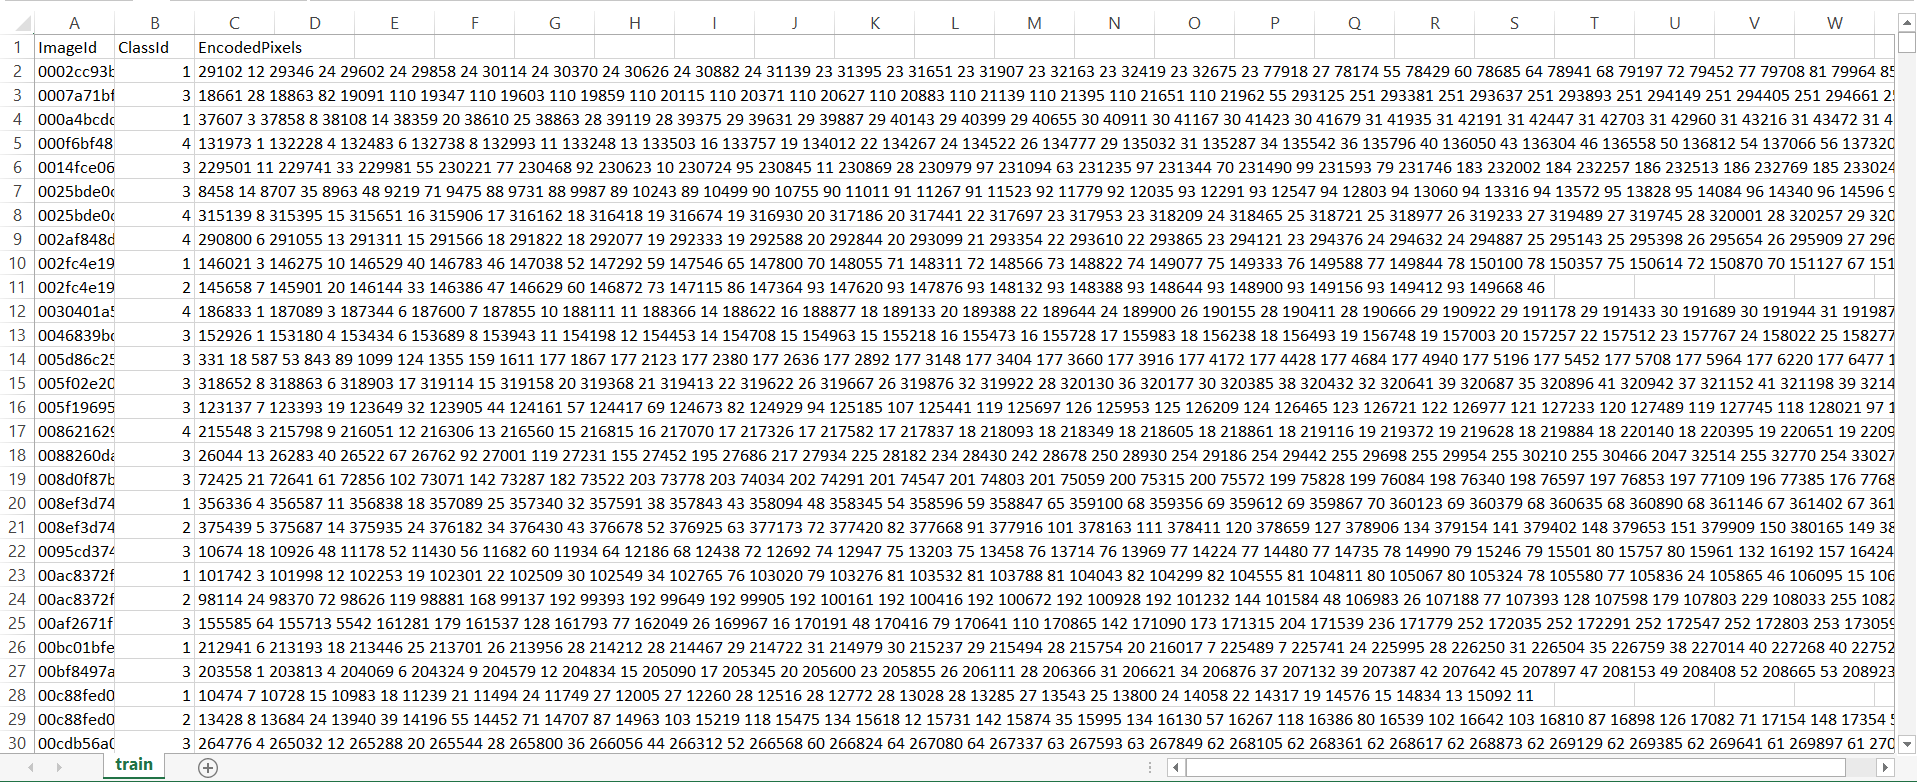 A B C D E F G H I J K L M N O P Q R S T U V W
1 ImageId ClassId EncodedPixels
2 0002cc93b 1 29102 12 29346 24 29602 24 29858 24 30114 24 30370 24 30626 24 30882 24 31139 23 31395 23 31651 23 31907 23 32163 23 32419 23 32675 23 77918 27 78174 55 78429 60 78685 64 78941 68 79197 72 79452 77 79708 81 79964 85
3 0007a71bf 3 18661 28 18863 82 19091 110 19347 110 19603 110 19859 110 20115 110 20371 110 20627 110 20883 110 21139 110 21395 110 21651 110 21962 55 293125 251 293381 251 293637 251 293893 251 294149 251 294405 251 294661 25
4 000a4bcdc 1 37607 3 37858 8 38108 14 38359 20 38610 25 38863 28 39119 28 39375 29 39631 29 39887 29 40143 29 40399 29 40655 30 40911 30 41167 30 41423 30 41679 31 41935 31 42191 31 42447 31 42703 31 42960 31 43216 31 43472 31 4
5 000f6bf48 4 131973 1 132228 4 132483 6 132738 8 132993 11 133248 13 133503 16 133757 19 134012 22 134267 24 134522 26 134777 29 135032 31 135287 34 135542 36 135796 40 136050 43 136304 46 136558 50 136812 54 137066 56 137320
6 0014fce06 3 229501 11 229741 33 229981 55 230221 77 230468 92 230623 10 230724 95 230845 11 230869 28 230979 97 231094 63 231235 97 231344 70 231490 99 231593 79 231746 183 232002 184 232257 186 232513 186 232769 185 233024
7 0025bde0c 3 8458 14 8707 35 8963 48 9219 71 9475 88 9731 88 9987 89 10243 89 10499 90 10755 90 11011 91 11267 91 11523 92 11779 92 12035 93 12291 93 12547 94 12803 94 13060 94 13316 94 13572 95 13828 95 14084 96 14340 96 14596 9
8 0025bde0c 4 315139 8 315395 15 315651 16 315906 17 316162 18 316418 19 316674 19 316930 20 317186 20 317441 22 317697 23 317953 23 318209 24 318465 25 318721 25 318977 26 319233 27 319489 27 319745 28 320001 28 320257 29 320
9 002af848d 4 290800 6 291055 13 291311 15 291566 18 291822 18 292077 19 292333 19 292588 20 292844 20 293099 21 293354 22 293610 22 293865 23 294121 23 294376 24 294632 24 294887 25 295143 25 295398 26 295654 26 295909 27 296
10 002fc4e19 1 146021 3 146275 10 146529 40 146783 46 147038 52 147292 59 147546 65 147800 70 148055 71 148311 72 148566 73 148822 74 149077 75 149333 76 149588 77 149844 78 150100 78 150357 75 150614 72 150870 70 151127 67 151
11 002fc4e19 2 145658 7 145901 20 146144 33 146386 47 146629 60 146872 73 147115 86 147364 93 147620 93 147876 93 148132 93 148388 93 148644 93 148900 93 149156 93 149412 93 149668 46
12 0030401a5 4 186833 1 187089 3 187344 6 187600 7 187855 10 188111 11 188366 14 188622 16 188877 18 189133 20 189388 22 189644 24 189900 26 190155 28 190411 28 190666 29 190922 29 191178 29 191433 30 191689 30 191944 31 191987
13 0046839bc 3 152926 1 153180 4 153434 6 153689 8 153943 11 154198 12 154453 14 154708 15 154963 15 155218 16 155473 16 155728 17 155983 18 156238 18 156493 19 156748 19 157003 20 157257 22 157512 23 157767 24 158022 25 158277
14 005d86c25 3 331 18 587 53 843 89 1099 124 1355 159 1611 177 1867 177 2123 177 2380 177 2636 177 2892 177 3148 177 3404 177 3660 177 3916 177 4172 177 4428 177 4684 177 4940 177 5196 177 5452 177 5708 177 5964 177 6220 177 6477 1
15 005f02e20 3 318652 8 318863 6 318903 17 319114 15 319158 20 319368 21 319413 22 319622 26 319667 26 319876 32 319922 28 320130 36 320177 30 320385 38 320432 32 320641 39 320687 35 320896 41 320942 37 321152 41 321198 39 3214
16 005f19695 3 123137 7 123393 19 123649 32 123905 44 124161 57 124417 69 124673 82 124929 94 125185 107 125441 119 125697 126 125953 125 126209 124 126465 123 126721 122 126977 121 127233 120 127489 119 127745 118 128021 97 1
17 008621629 4 215548 3 215798 9 216051 12 216306 13 216560 15 216815 16 217070 17 217326 17 217582 17 217837 18 218093 18 218349 18 218605 18 218861 18 219116 19 219372 19 219628 18 219884 18 220140 18 220395 19 220651 19 2209
18 0088260da 3 26044 13 26283 40 26522 67 26762 92 27001 119 27231 155 27452 195 27686 217 27934 225 28182 234 28430 242 28678 250 28930 254 29186 254 29442 255 29698 255 29954 255 30210 255 30466 2047 32514 255 32770 254 33027
19 008d0f87b 3 72425 21 72641 61 72856 102 73071 142 73287 182 73522 203 73778 203 74034 202 74291 201 74547 201 74803 201 75059 200 75315 200 75572 199 75828 199 76084 198 76340 198 76597 197 76853 197 77109 196 77385 176 7768
20 008ef3d74 1 356336 4 356587 11 356838 18 357089 25 357340 32 357591 38 357843 43 358094 48 358345 54 358596 59 358847 65 359100 68 359356 69 359612 69 359867 70 360123 69 360379 68 360635 68 360890 68 361146 67 361402 67 361
21 008ef3d74 2 375439 5 375687 14 375935 24 376182 34 376430 43 376678 52 376925 63 377173 72 377420 82 377668 91 377916 101 378163 111 378411 120 378659 127 378906 134 379154 141 379402 148 379653 151 379909 150 380165 149 38
22 0095cd374 3 10674 18 10926 48 11178 52 11430 56 11682 60 11934 64 12186 68 12438 72 12692 74 12947 75 13203 75 13458 76 13714 76 13969 77 14224 77 14480 77 14735 78 14990 79 15246 79 15501 80 15757 80 15961 132 16192 157 16424
23 00ac8372f 1 101742 3 101998 12 102253 19 102301 22 102509 30 102549 34 102765 76 103020 79 103276 81 103532 81 103788 81 104043 82 104299 82 104555 81 104811 80 105067 80 105324 78 105580 77 105836 24 105865 46 106095 15 106
24 00ac8372f 2 98114 24 98370 72 98626 119 98881 168 99137 192 99393 192 99649 192 99905 192 100161 192 100416 192 100672 192 100928 192 101232 144 101584 48 106983 26 107188 77 107393 128 107598 179 107803 229 108033 255 1082
25 00af2671f 3 155585 64 155713 5542 161281 179 161537 128 161793 77 162049 26 169967 16 170191 48 170416 79 170641 110 170865 142 171090 173 171315 204 171539 236 171779 252 172035 252 172291 252 172547 252 172803 253 173059
26 00bc01bfe 1 212941 6 213193 18 213446 25 213701 26 213956 28 214212 28 214467 29 214722 31 214979 30 215237 29 215494 28 215754 20 216017 7 225489 7 225741 24 225995 28 226250 31 226504 35 226759 38 227014 40 227268 40 22752
27 00bf8497a 3 203558 1 203813 4 204069 6 204324 9 204579 12 204834 15 205090 17 205345 20 205600 23 205855 26 206111 28 206366 31 206621 34 206876 37 207132 39 207387 42 207642 45 207897 47 208153 49 208408 52 208665 53 208923
28 00c88fed0 1 10474 7 10728 15 10983 18 11239 21 11494 24 11749 27 12005 27 12260 28 12516 28 12772 28 13028 28 13285 27 13543 25 13800 24 14058 22 14317 19 14576 15 14834 13 15092 11
29 00c88fed0 2 13428 8 13684 24 13940 39 14196 55 14452 71 14707 87 14963 103 15219 118 15475 134 15618 12 15731 142 15874 35 15995 134 16130 57 16267 118 16386 80 16539 102 16642 103 16810 87 16898 126 17082 71 17154 148 17354 5
30 00cdb56a0 3 264776 4 265032 12 265288 20 265544 28 265800 36 266056 44 266312 52 266568 60 266824 64 267080 64 267337 63 267593 63 267849 62 268105 62 268361 62 268617 62 268873 62 269129 62 269385 62 269641 61 269897 61 270
train